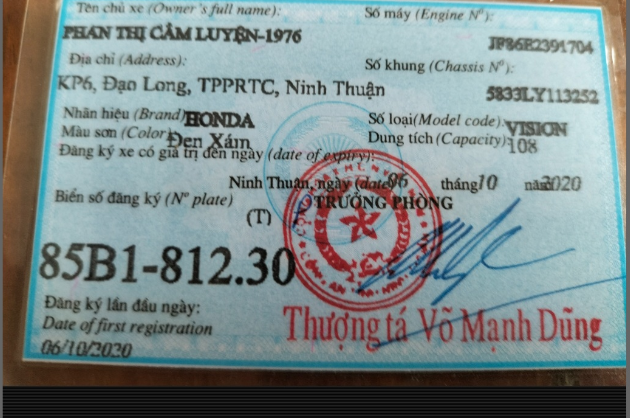 Tên chủ xe (Owner's full name):
PHAN THỊ CẨM LUYỆN-1976
Số máy (Engine Nº):
JF86E2391704
Địa chỉ (Address):
KP6, Đạo Long, TPPRTC, Ninh Thuận
Số khung (Chassis Nº):
5833LY113252
Nhãn hiệu (Brand) HONDA
Số loại(Model code): VISION
Màu sơn (Color) Đen Xám
Dung tích (Capacity): 108
Đăng ký xe có giá trị đến ngày (date of expiry):
Ninh Thuận, ngày (date) 06 tháng 10 năm 2020
Biển số đăng ký (Nº plate)
TRƯỞNG PHÒNG
(T)
85B1-812.30
Đăng ký lần đầu ngày:
Date of first registration
06/10/2020
Thượng tá Võ Mạnh Dũng